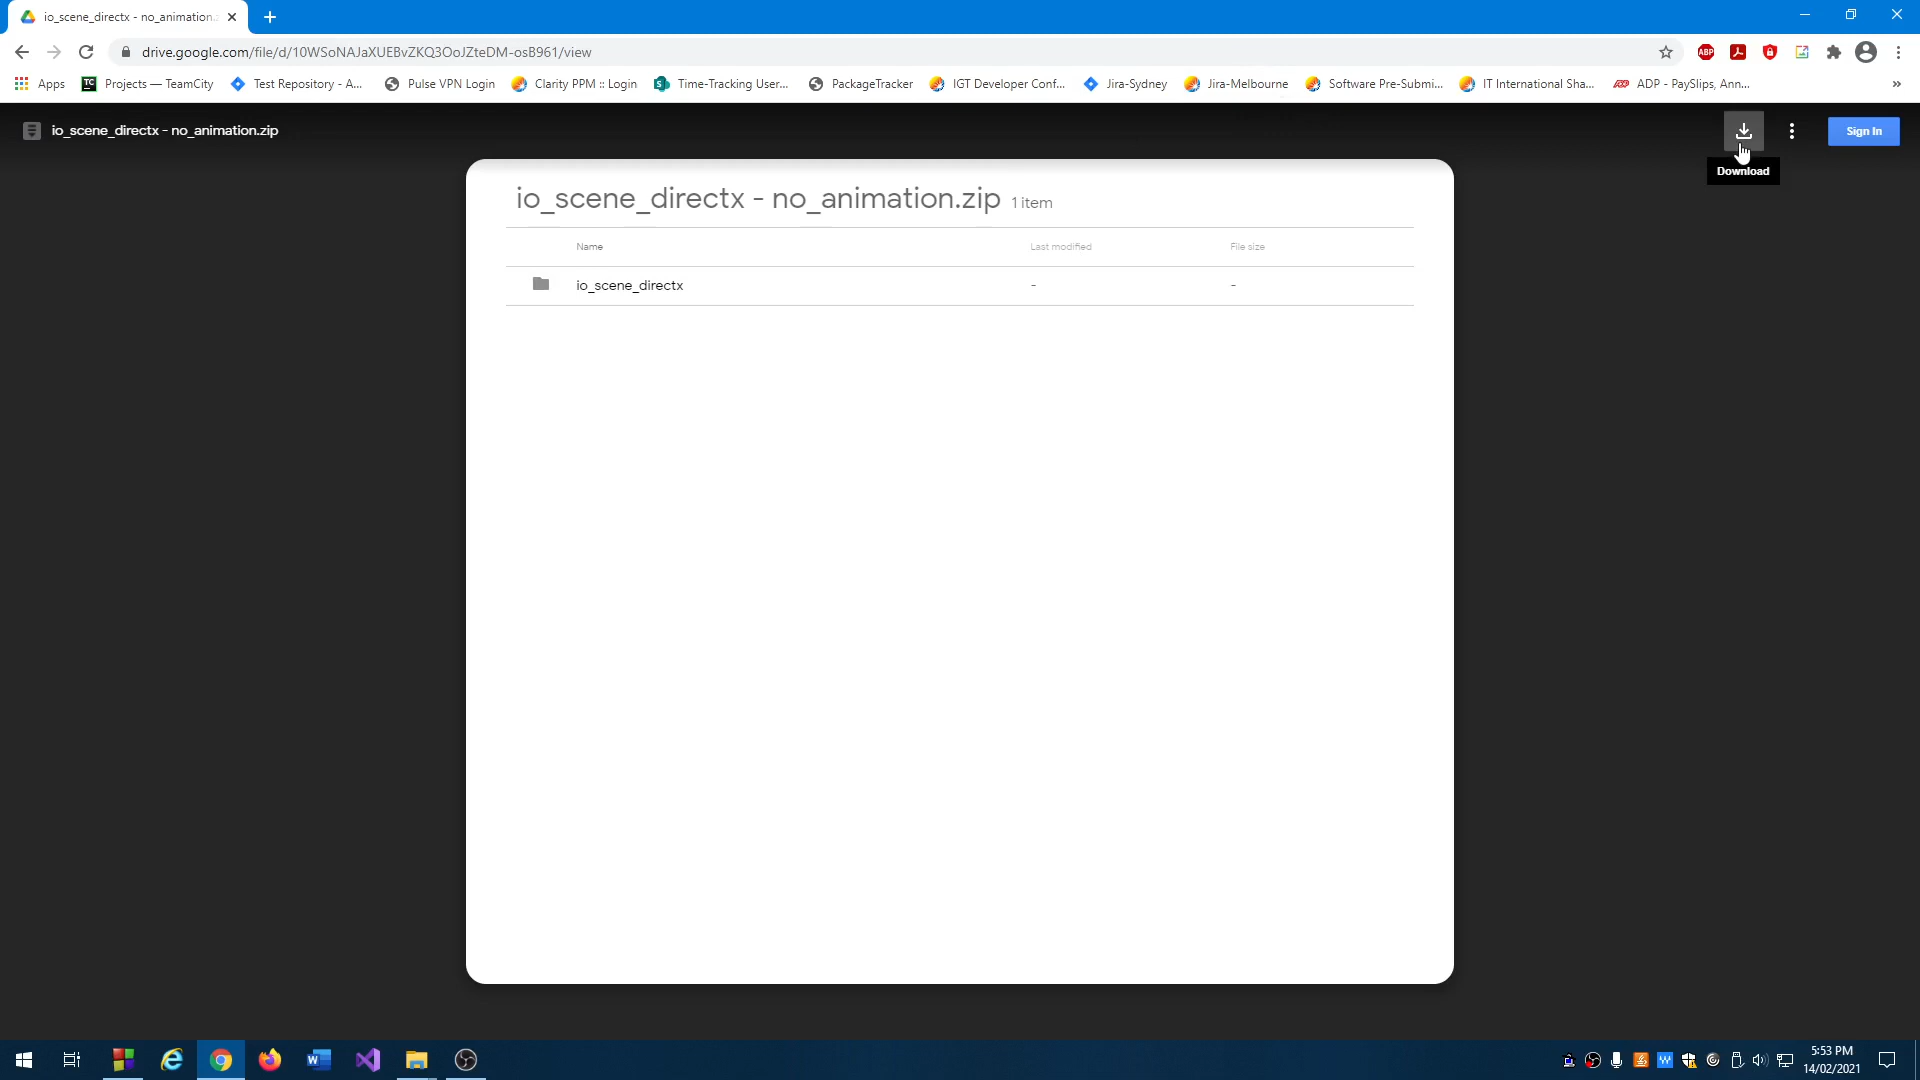 io_scene_directx - no_animation.
drive.google.com/file/d/10WSoNAJaXUEBvZKQ3OoJZteDM-osB961/view
ABP
Apps
TC Projects — TeamCity
Test Repository - A...
Pulse VPN Login
Clarity PPM :: Login
S Time-Tracking User...
PackageTracker
IGT Developer Conf...
Jira-Sydney
Jira-Melbourne
Software Pre-Submi...
IT International Sha...
ADP - PaySlips, Ann...
»
io_scene_directx - no_animation.zip
Sign In
Download
io_scene_directx - no_animation.zip 1 item
Name Last modified File size
io_scene_directx - -
5:53 PM
14/02/2021